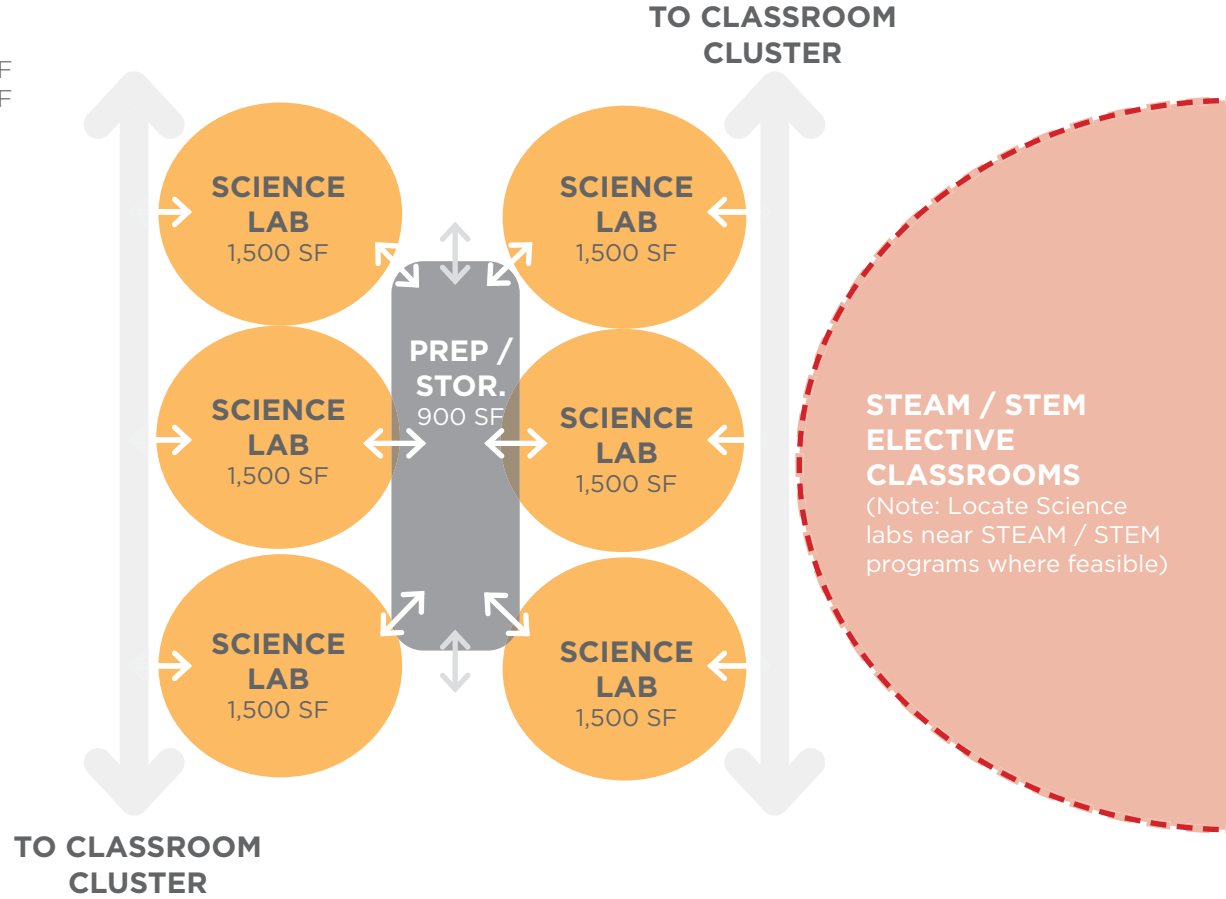 TO CLASSROOM
CLUSTER
F
F
SCIENCE
LAB
1,500 SF
SCIENCE
LAB
1,500 SF
PREP /
STOR.
900 SF
SCIENCE
LAB
1,500 SF
SCIENCE
LAB
1,500 SF
STEAM / STEM
ELECTIVE
CLASSROOMS
(Note: Locate Science
labs near STEAM / STEM
programs where feasible)
SCIENCE
LAB
1,500 SF
SCIENCE
LAB
1,500 SF
TO CLASSROOM
CLUSTER